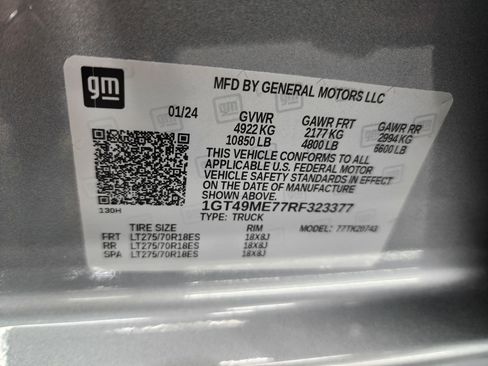 gm
MFD BY GENERAL MOTORS LLC
01/24 GVWR GAWR FRT GAWR RR
4922 KG 2177 KG 2994 KG
10850 LB 4800 LB 6600 LB
THIS VEHICLE CONFORMS TO ALL
APPLICABLE U.S. FEDERAL MOTOR
VEHICLE SAFETY STANDARDS IN EFFECT
ON THE DATE OF MANUFACTURE.
1GT49ME77RF323377
130H TYPE: TRUCK
TIRE SIZE RIM MODEL: 77TK20743
FRT LT275/70R18ES 18X8J
RR LT275/70R18ES 18X8J
SPA LT275/70R18ES 18X8J